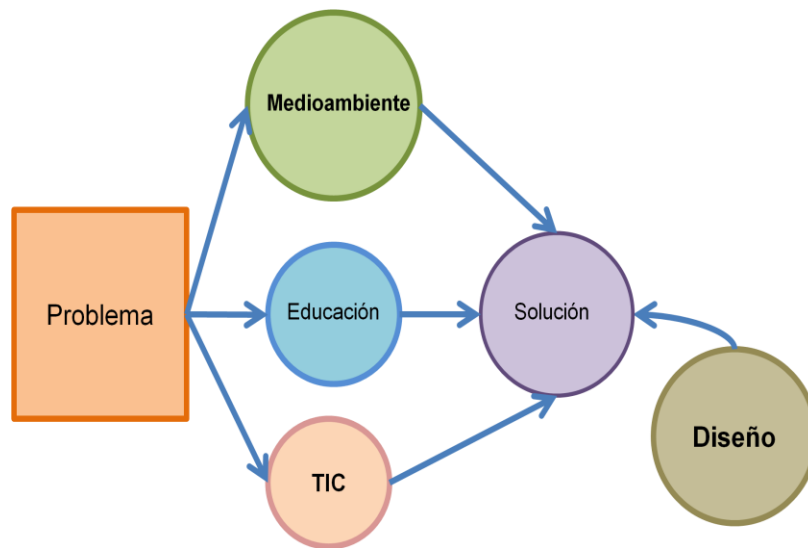 Medioambiente
Problema
Educación
Solución
Diseño
TIC